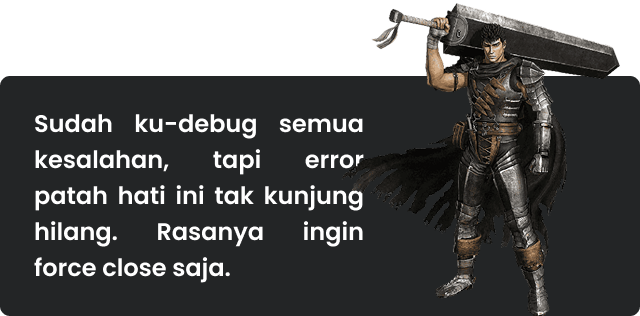 Sudah ku-debug semua
kesalahan, tapi error
patah hati ini tak kunjung
hilang. Rasanya ingin
force close saja.